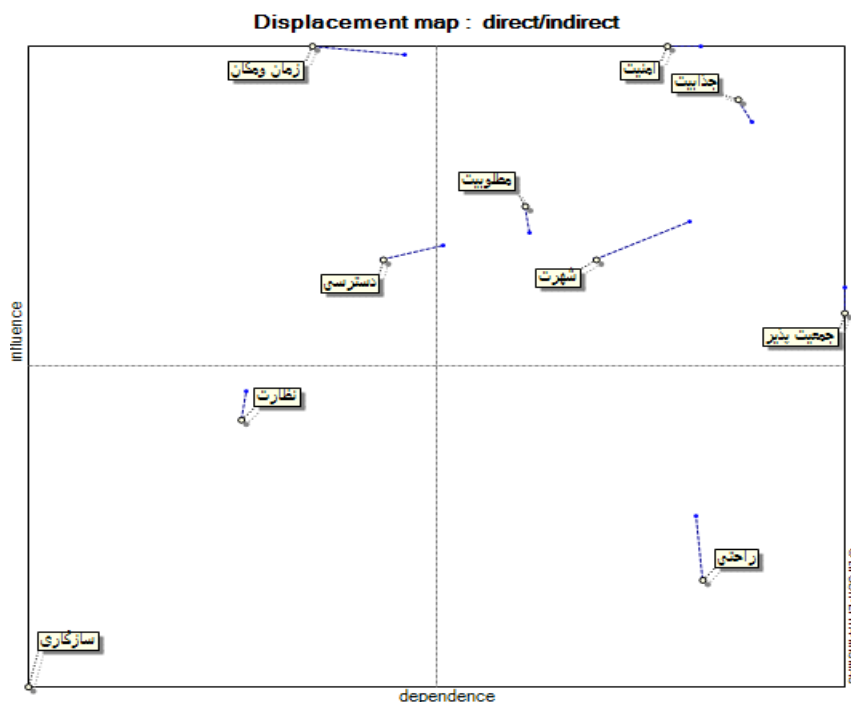 Displacement map : direct/indirect
زمان ومکان
امنیت
جذابیت
مطلوبیت
دسترسی
شهرت
influence
جمعیت پذیر
نظارت
راحتی
سازگاری
dependence